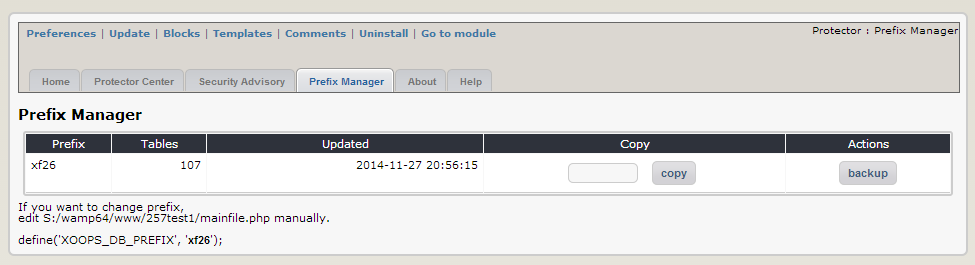 Preferences | Update | Blocks | Templates | Comments | Uninstall | Go to module
Protector : Prefix Manager
Home Protector Center Security Advisory Prefix Manager About Help
Prefix Manager
Prefix Tables Updated Copy Actions
xf26 107 2014-11-27 20:56:15 copy backup
If you want to change prefix,
edit S:/wamp64/www/257test1/mainfile.php manually.
define('XOOPS_DB_PREFIX', 'xf26');